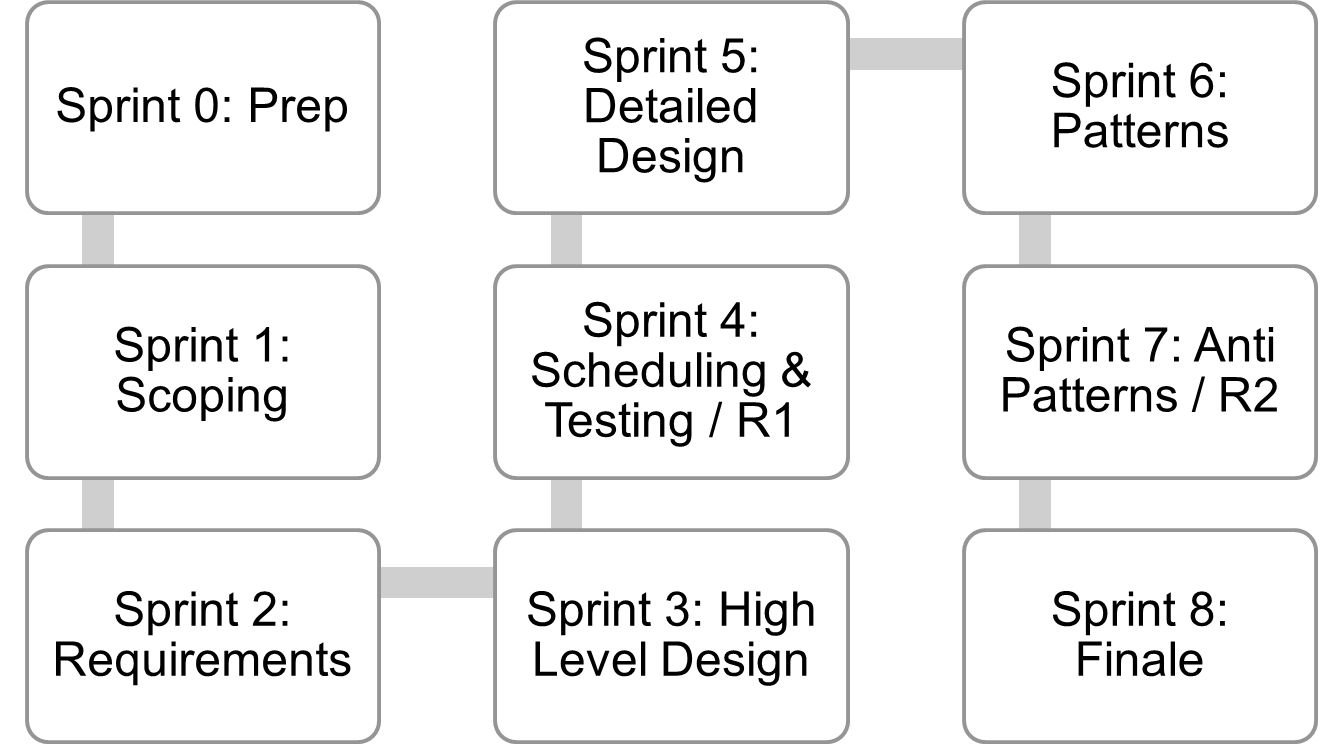 Sprint 0: Prep
Sprint 1:
Scoping
Sprint 2:
Requirements
Sprint 3: High
Level Design
Sprint 4:
Scheduling &
Testing / R1
Sprint 5:
Detailed
Design
Sprint 6:
Patterns
Sprint 7: Anti
Patterns / R2
Sprint 8:
Finale